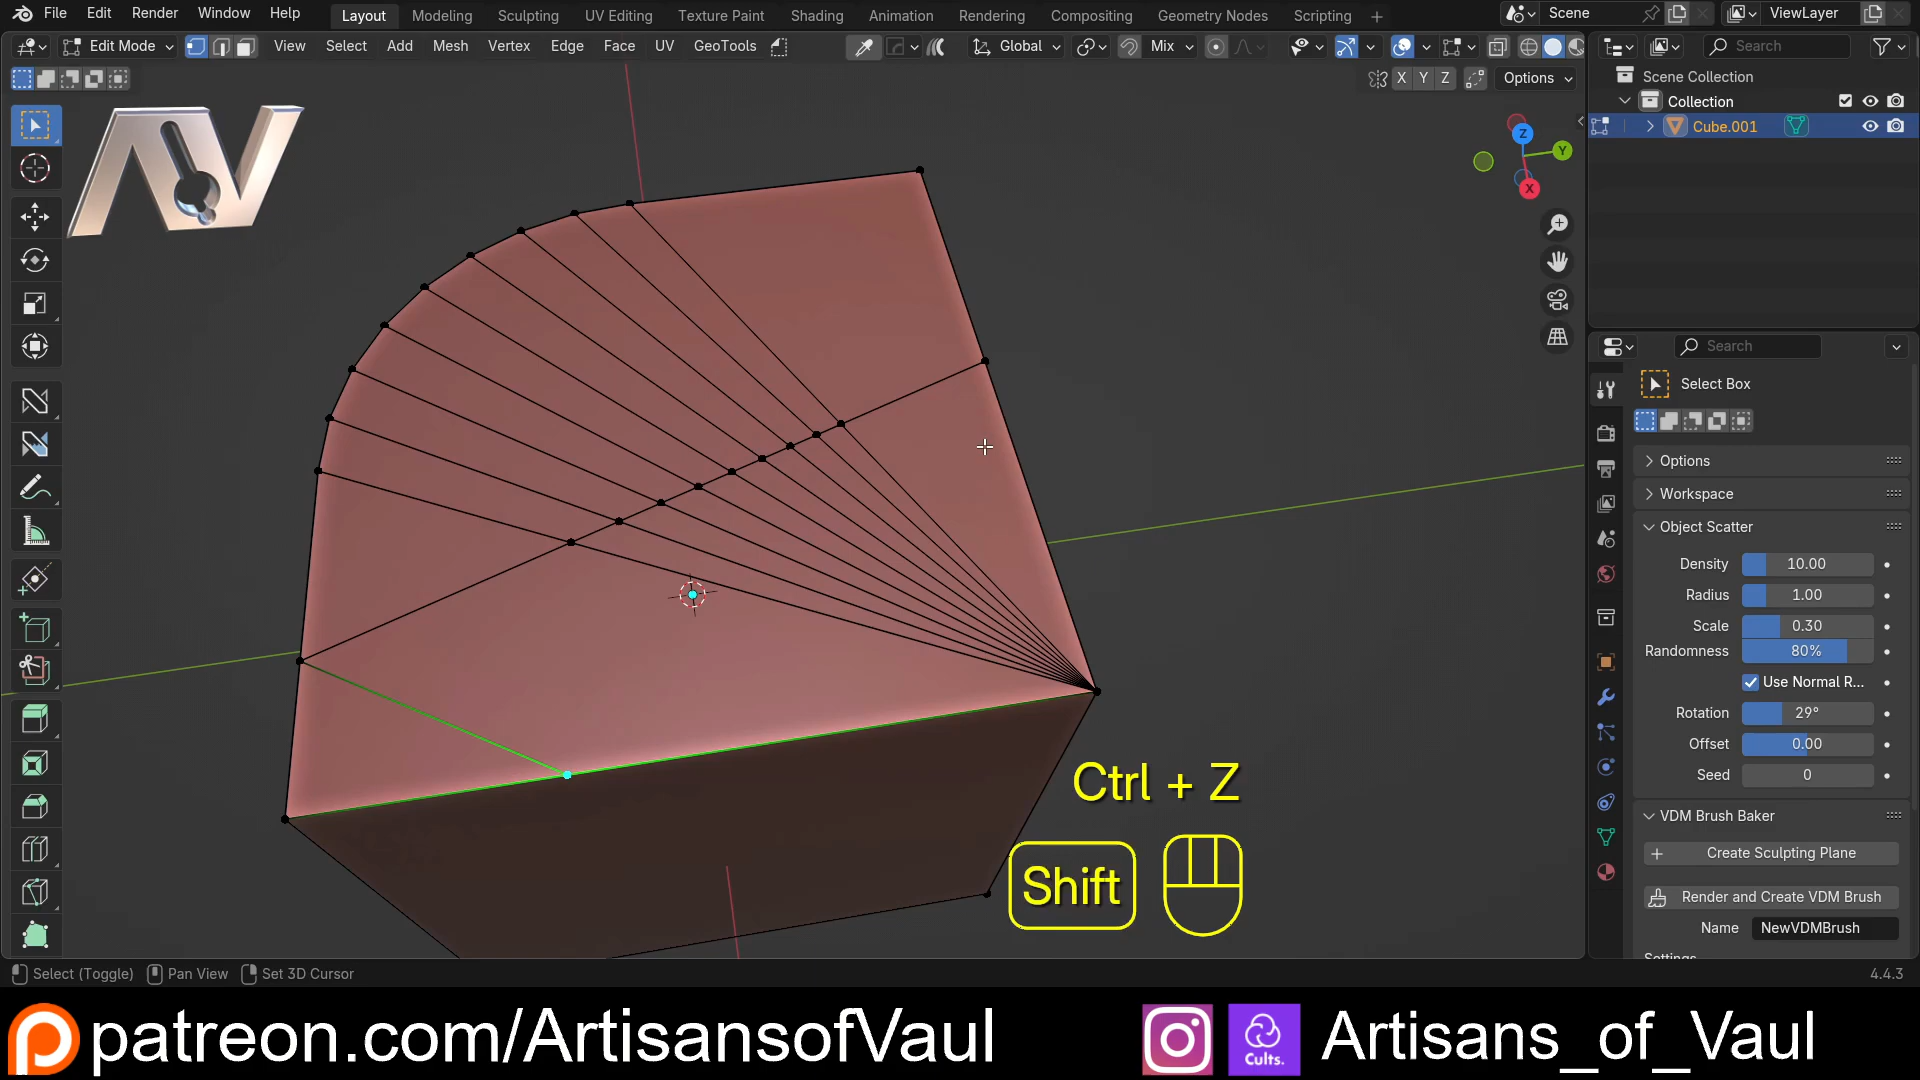 File Edit Render Window Help Layout Modeling Sculpting UV Editing Texture Paint Shading Animation Rendering Compositing Geometry Nodes Scripting + Scene ViewLayer
Edit Mode View Select Add Mesh Vertex Edge Face UV GeoTools Global Mix Search
X Y Z Options
Scene Collection
Collection
Cube.001
Z
Y
X
Search
Select Box
Options
Workspace
Object Scatter
Density 10.00
Radius 1.00
Scale 0.30
Randomness 80%
Use Normal R...
Rotation 29°
Offset 0.00
Seed 0
VDM Brush Baker
Create Sculpting Plane
Render and Create VDM Brush
Name NewVDMBrush
Settings
Ctrl + Z
Shift
Select (Toggle) Pan View Set 3D Cursor 4.4.3
patreon.com/ArtisansofVaul Cults. Artisans_of_Vaul